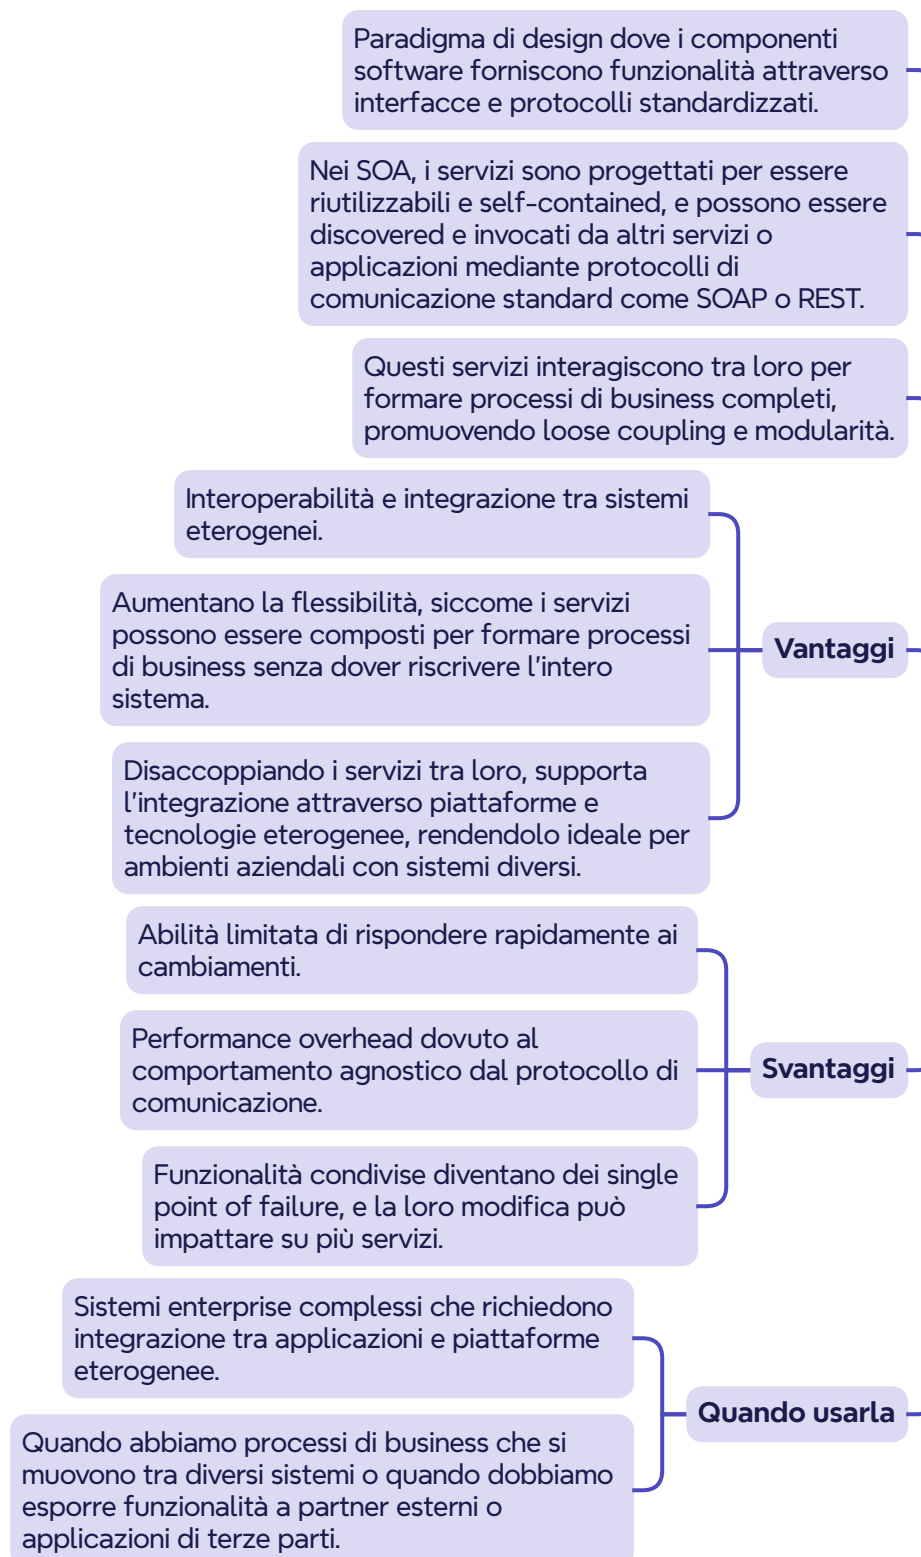 Paradigma di design dove i componenti
software forniscono funzionalità attraverso
interfacce e protocolli standardizzati.
Nei SOA, i servizi sono progettati per essere
riutilizzabili e self-contained, e possono essere
discovered e invocati da altri servizi o
applicazioni mediante protocolli di
comunicazione standard come SOAP o REST.
Questi servizi interagiscono tra loro per
formare processi di business completi,
promuovendo loose coupling e modularità.
Interoperabilità e integrazione tra sistemi
eterogenei.
Aumentano la flessibilità, siccome i servizi
possono essere composti per formare processi
di business senza dover riscrivere l'intero
sistema.
Vantaggi
Disaccoppiando i servizi tra loro, supporta
l'integrazione attraverso piattaforme e
tecnologie eterogenee, rendendolo ideale per
ambienti aziendali con sistemi diversi.
Abilità limitata di rispondere rapidamente ai
cambiamenti.
Performance overhead dovuto al
comportamento agnostico dal protocollo di
comunicazione.
Svantaggi
Funzionalità condivise diventano dei single
point of failure, e la loro modifica può
impattare su più servizi.
Sistemi enterprise complessi che richiedono
integrazione tra applicazioni e piattaforme
eterogenee.
Quando usarla
Quando abbiamo processi di business che si
muovono tra diversi sistemi o quando dobbiamo
esporre funzionalità a partner esterni o
applicazioni di terze parti.